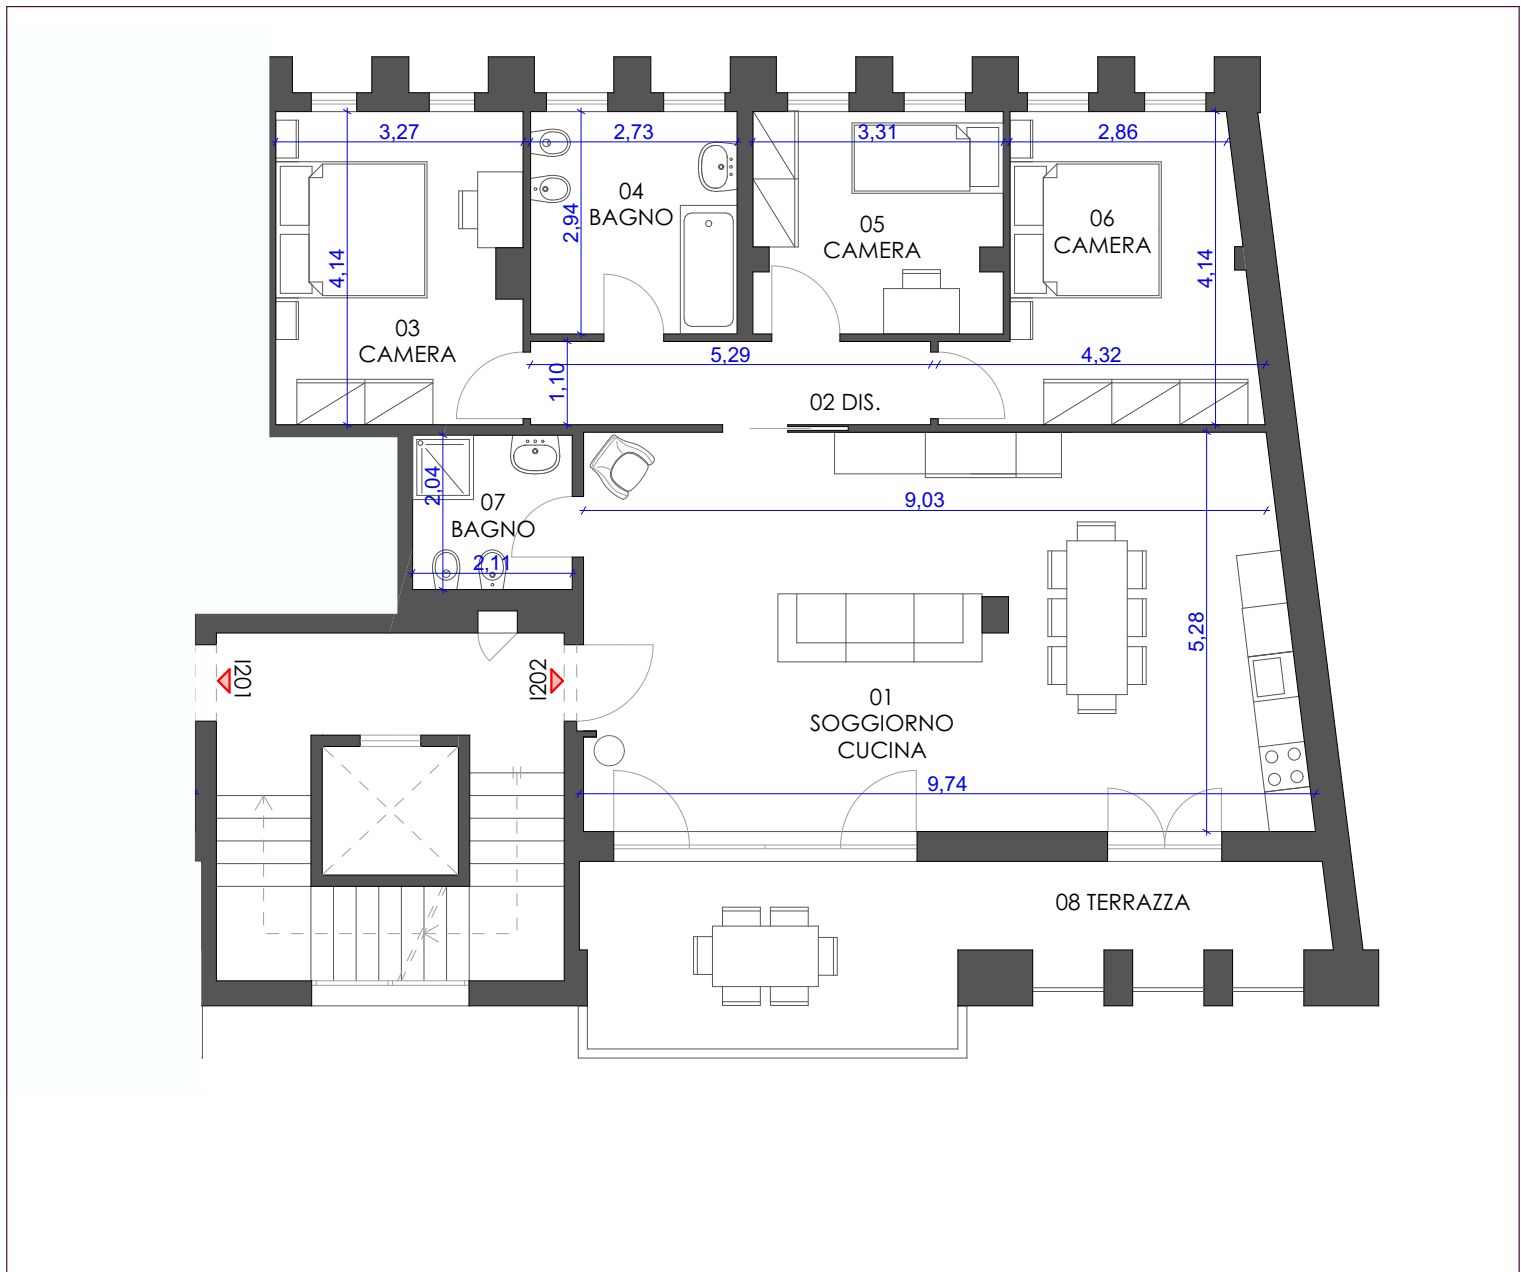 3,27
2,73
3,31
2,86
04
BAGNO
2,94
05
CAMERA
06
CAMERA
4,14
4,14
03
CAMERA
5,29
4,32
1,10
02 DIS.
2,04
07
BAGNO
9,03
2,11
5,28
I201
I202
01
SOGGIORNO
CUCINA
9,74
08 TERRAZZA